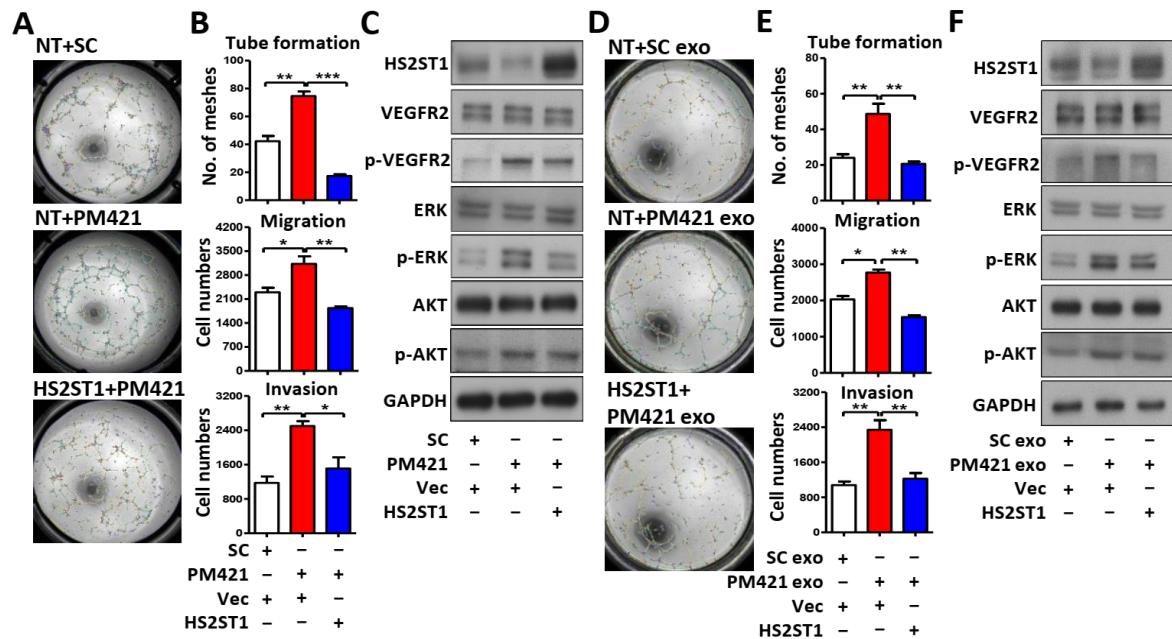 A
NT+SC
NT+PM421
HS2ST1+PM421
B
Tube formation
No. of meshes
100
80
60
40
20
0
** ***
Migration
Cell numbers
4200
3500
2800
2100
1400
700
0
* **
Invasion
Cell numbers
3200
2400
1600
800
0
** *
SC + − −
PM421 − + +
Vec + + −
HS2ST1 − − +
C
HS2ST1
VEGFR2
p-VEGFR2
ERK
p-ERK
AKT
p-AKT
GAPDH
SC + − −
PM421 − + +
Vec + + −
HS2ST1 − − +
D
NT+SC exo
NT+PM421 exo
HS2ST1+
PM421 exo
E
Tube formation
No. of meshes
80
60
40
20
0
** **
Migration
Cell numbers
4000
3000
2000
1000
0
* **
Invasion
Cell numbers
3200
2400
1600
800
0
** **
SC exo + − −
PM421 exo − + +
Vec + + −
HS2ST1 − − +
F
HS2ST1
VEGFR2
p-VEGFR2
ERK
p-ERK
AKT
p-AKT
GAPDH
SC exo + − −
PM421 exo − + +
Vec + + −
HS2ST1 − − +